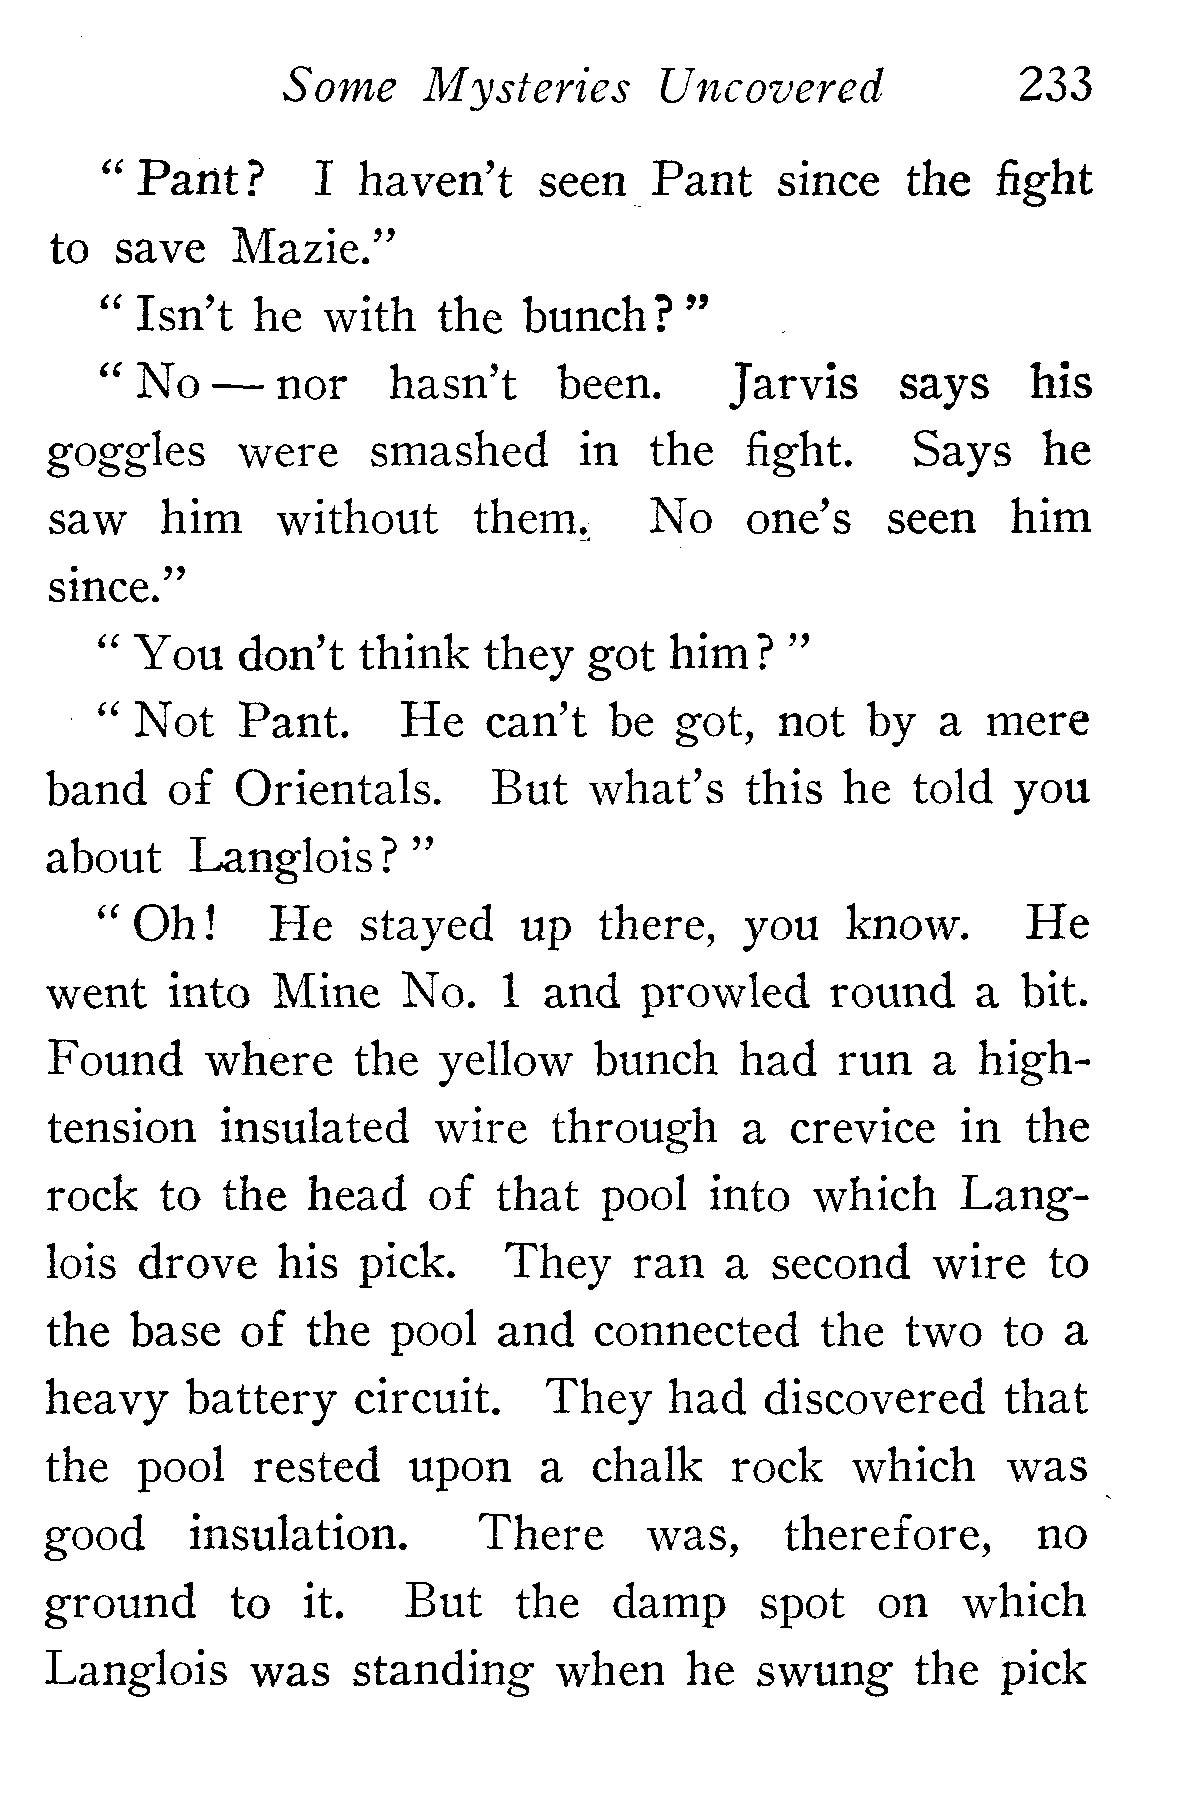 Some Mysteries Uncovered 233
“ Pant? I haven’t seen Pant since the fight
to save Mazie.”
“ Isn’t he with the bunch? ”
“ No — nor hasn’t been. Jarvis says his
goggles were smashed in the fight. Says he
saw him without them. No one’s seen him
since.”
“ You don’t think they got him? ”
“ Not Pant. He can’t be got, not by a mere
band of Orientals. But what’s this he told you
about Langlois? ”
“ Oh! He stayed up there, you know. He
went into Mine No. 1 and prowled round a bit.
Found where the yellow bunch had run a high-
tension insulated wire through a crevice in the
rock to the head of that pool into which Lang-
lois drove his pick. They ran a second wire to
the base of the pool and connected the two to a
heavy battery circuit. They had discovered that
the pool rested upon a chalk rock which was
good insulation. There was, therefore, no
ground to it. But the damp spot on which
Langlois was standing when he swung the pick